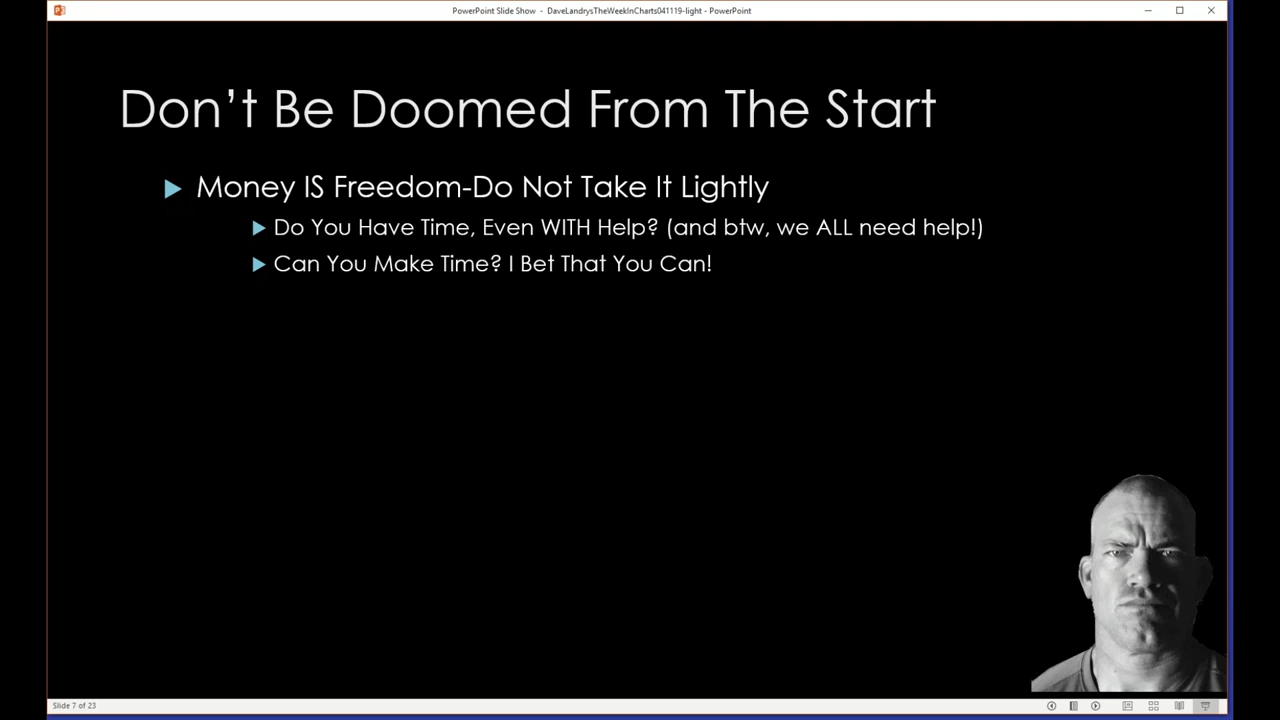 PowerPoint Slide Show - DaveLandrysTheWeekInCharts041119-light - PowerPoint
Don't Be Doomed From The Start
Money IS Freedom-Do Not Take It Lightly
Do You Have Time, Even WITH Help? (and btw, we ALL need help!)
Can You Make Time? I Bet That You Can!
Slide 7 of 23